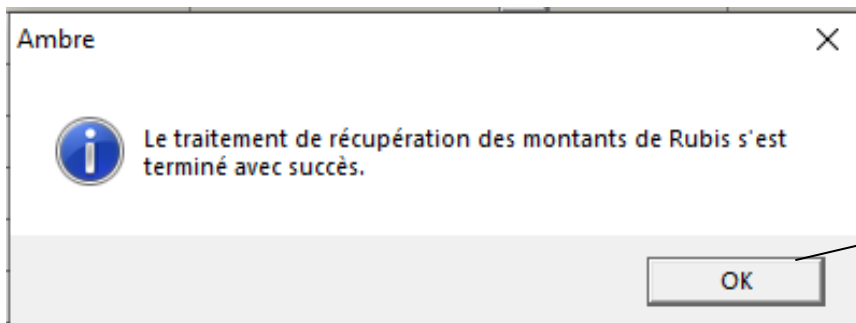 Ambre
Le traitement de récupération des montants de Rubis s'est
terminé avec succès.
OK